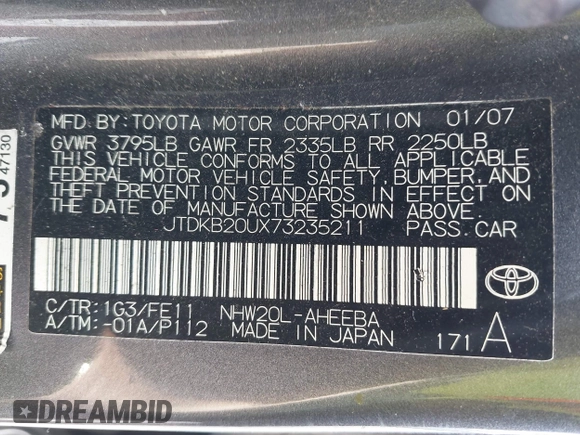 MFD. BY: TOYOTA MOTOR CORPORATION 01/07
GVWR 3795LB GAWR FR 2335LB RR 2250LB
THIS VEHICLE CONFORMS TO ALL APPLICABLE
FEDERAL MOTOR VEHICLE SAFETY, BUMPER, AND
THEFT PREVENTION STANDARDS IN EFFECT ON
THE DATE OF MANUFACTURE SHOWN ABOVE.
JTDKB20UX73235211 PASS.CAR
C/TR: 1G3/FE11 NHW20L-AHEEBA
A/TM: -01A/P112 MADE IN JAPAN 171 A
47130
DREAMBID